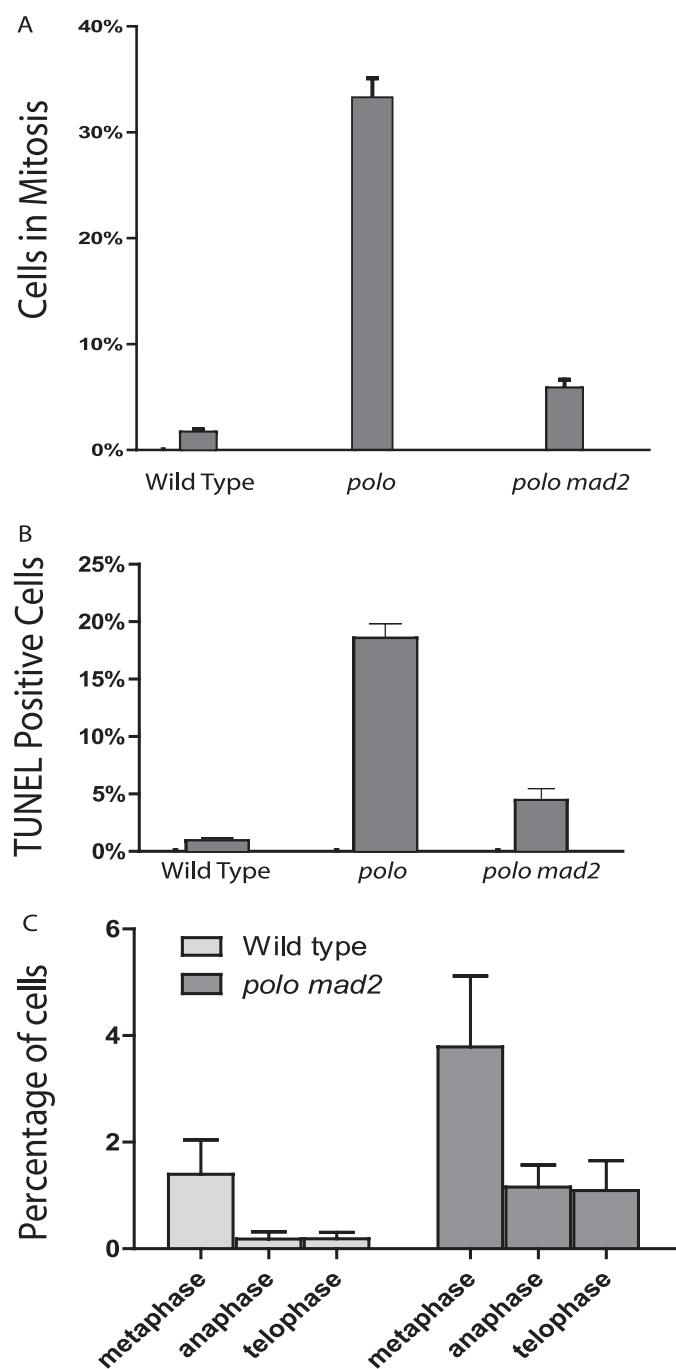 A
Cells in Mitosis
40%
30%
20%
10%
0%
Wild Type polo polo mad2
B
TUNEL Positive Cells
25%
20%
15%
10%
5%
0%
Wild Type polo polo mad2
C
Percentage of cells
6
4
2
0
Wild type
polo mad2
metaphase anaphase telophase metaphase anaphase telophase